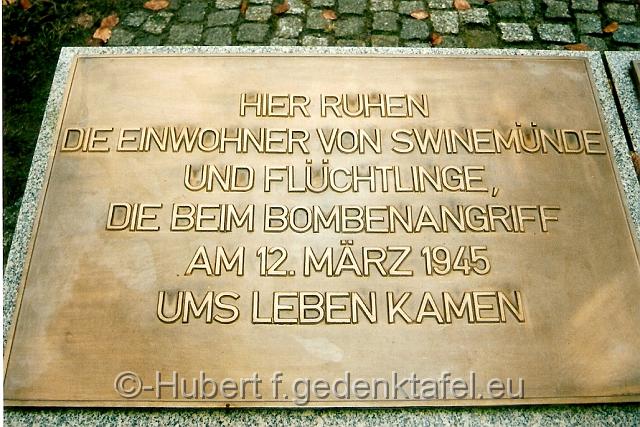 HIER RUHEN
DIE EINWOHNER VON SWINEMÜNDE
UND FLÜCHTLINGE,
DIE BEIM BOMBENANGRIFF
AM 12. MÄRZ 1945
UMS LEBEN KAMEN
©-Hubert f.gedenktafel.eu